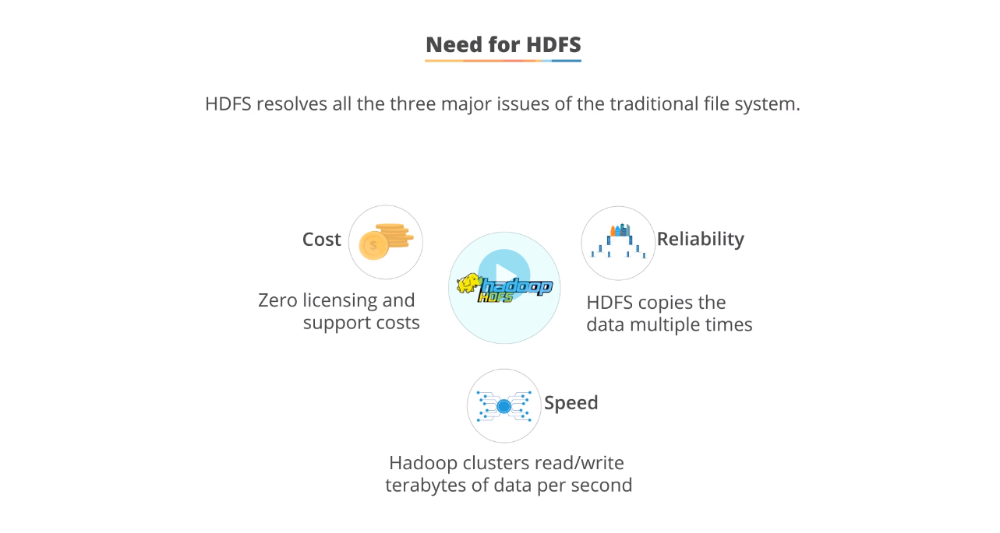 Need for HDFS
HDFS resolves all the three major issues of the traditional file system.
Cost
Zero licensing and
support costs
$
hadoop
HDFS
Reliability
HDFS copies the
data multiple times
Speed
Hadoop clusters read/write
terabytes of data per second